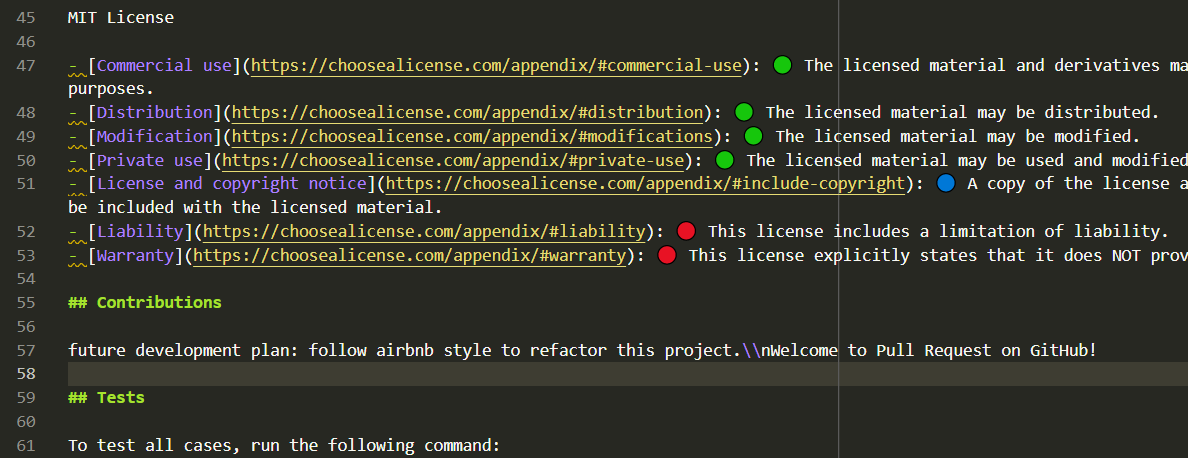 45 MIT License
46
47 - [Commercial use](https://choosealicense.com/appendix/#commercial-use): 🟢 The licensed material and derivatives ma
purposes.
48 - [Distribution](https://choosealicense.com/appendix/#distribution): 🟢 The licensed material may be distributed.
49 - [Modification](https://choosealicense.com/appendix/#modifications): 🟢 The licensed material may be modified.
50 - [Private use](https://choosealicense.com/appendix/#private-use): 🟢 The licensed material may be used and modified
51 - [License and copyright notice](https://choosealicense.com/appendix/#include-copyright): 🔵 A copy of the license a
be included with the licensed material.
52 - [Liability](https://choosealicense.com/appendix/#liability): 🔴 This license includes a limitation of liability.
53 - [Warranty](https://choosealicense.com/appendix/#warranty): 🔴 This license explicitly states that it does NOT prov
54
55 ## Contributions
56
57 future development plan: follow airbnb style to refactor this project.\\nWelcome to Pull Request on GitHub!
58
59 ## Tests
60
61 To test all cases, run the following command: